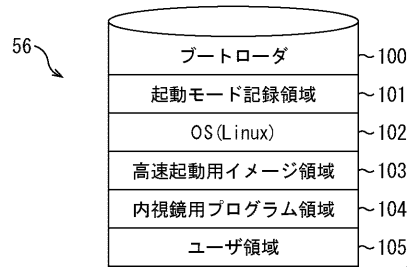 56
ブートローダ 100
起動モード記録領域 101
OS(Linux) 102
高速起動用イメージ領域 103
内視鏡用プログラム領域 104
ユーザ領域 105